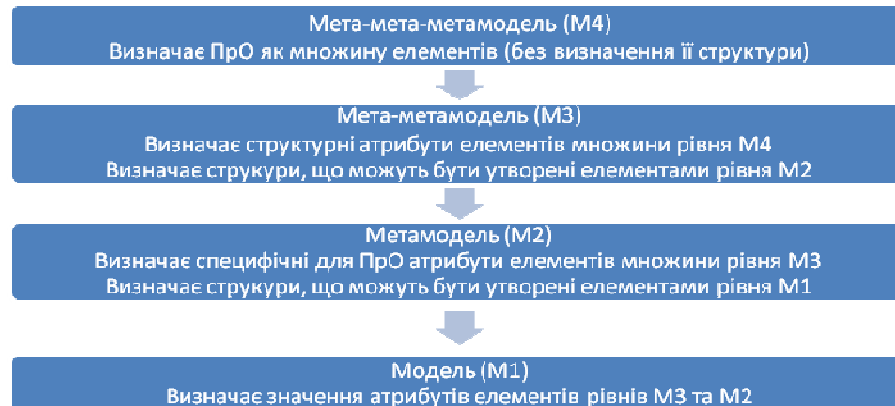 Мета-мета-метамодель (М4)
Визначає ПрО як множину елементів (без визначення її структури)
Мета-метамодель (М3)
Визначає структурні атрибути елементів множини рівня М4
Визначає струкури, що можуть бути утворені елементами рівня М2
Метамодель (М2)
Визначає специфічні для ПрО атрибути елементів множини рівня М3
Визначає струкури, що можуть бути утворені елементами рівня М1
Модель (М1)
Визначає значення атрибутів елементів рівнів М3 та М2